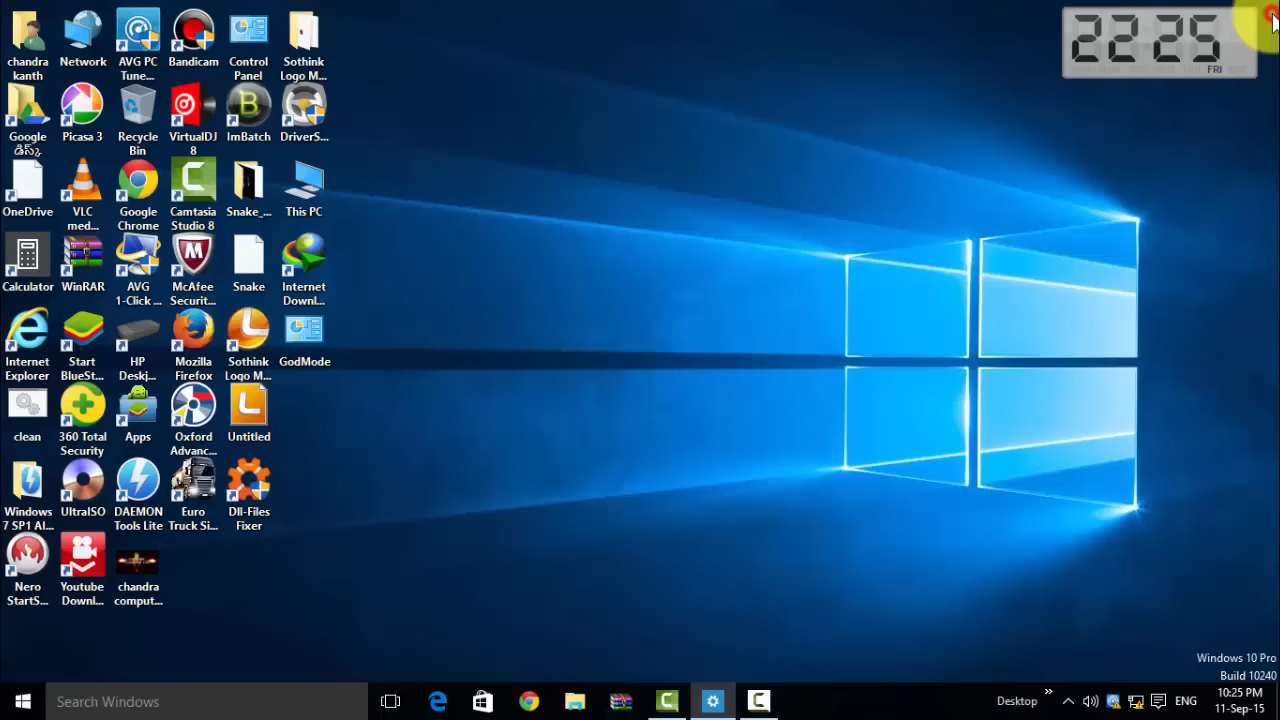 22 25
FRI
chandra kanth
Network
AVG PC Tune...
Bandicam
Control Panel
Sothink Logo M...
Google డిస్క్
Picasa 3
Recycle Bin
VirtualDJ 8
ImBatch
DriverS...
OneDrive
VLC med...
Google Chrome
Camtasia Studio 8
Snake_...
This PC
Calculator
WinRAR
AVG 1-Click ...
McAfee Securit...
Snake
Internet Downl...
Internet Explorer
Start BlueSt...
HP Deskj...
Mozilla Firefox
Sothink Logo M...
GodMode
clean
360 Total Security
Apps
Oxford Advanc...
Untitled
Windows 7 SP1 Al...
UltraISO
DAEMON Tools Lite
Euro Truck Si...
Dll-Files Fixer
Nero StartS...
Youtube Downl...
chandra comput...
Windows 10 Pro
Build 10240
Search Windows
Desktop
ENG
10:25 PM
11-Sep-15